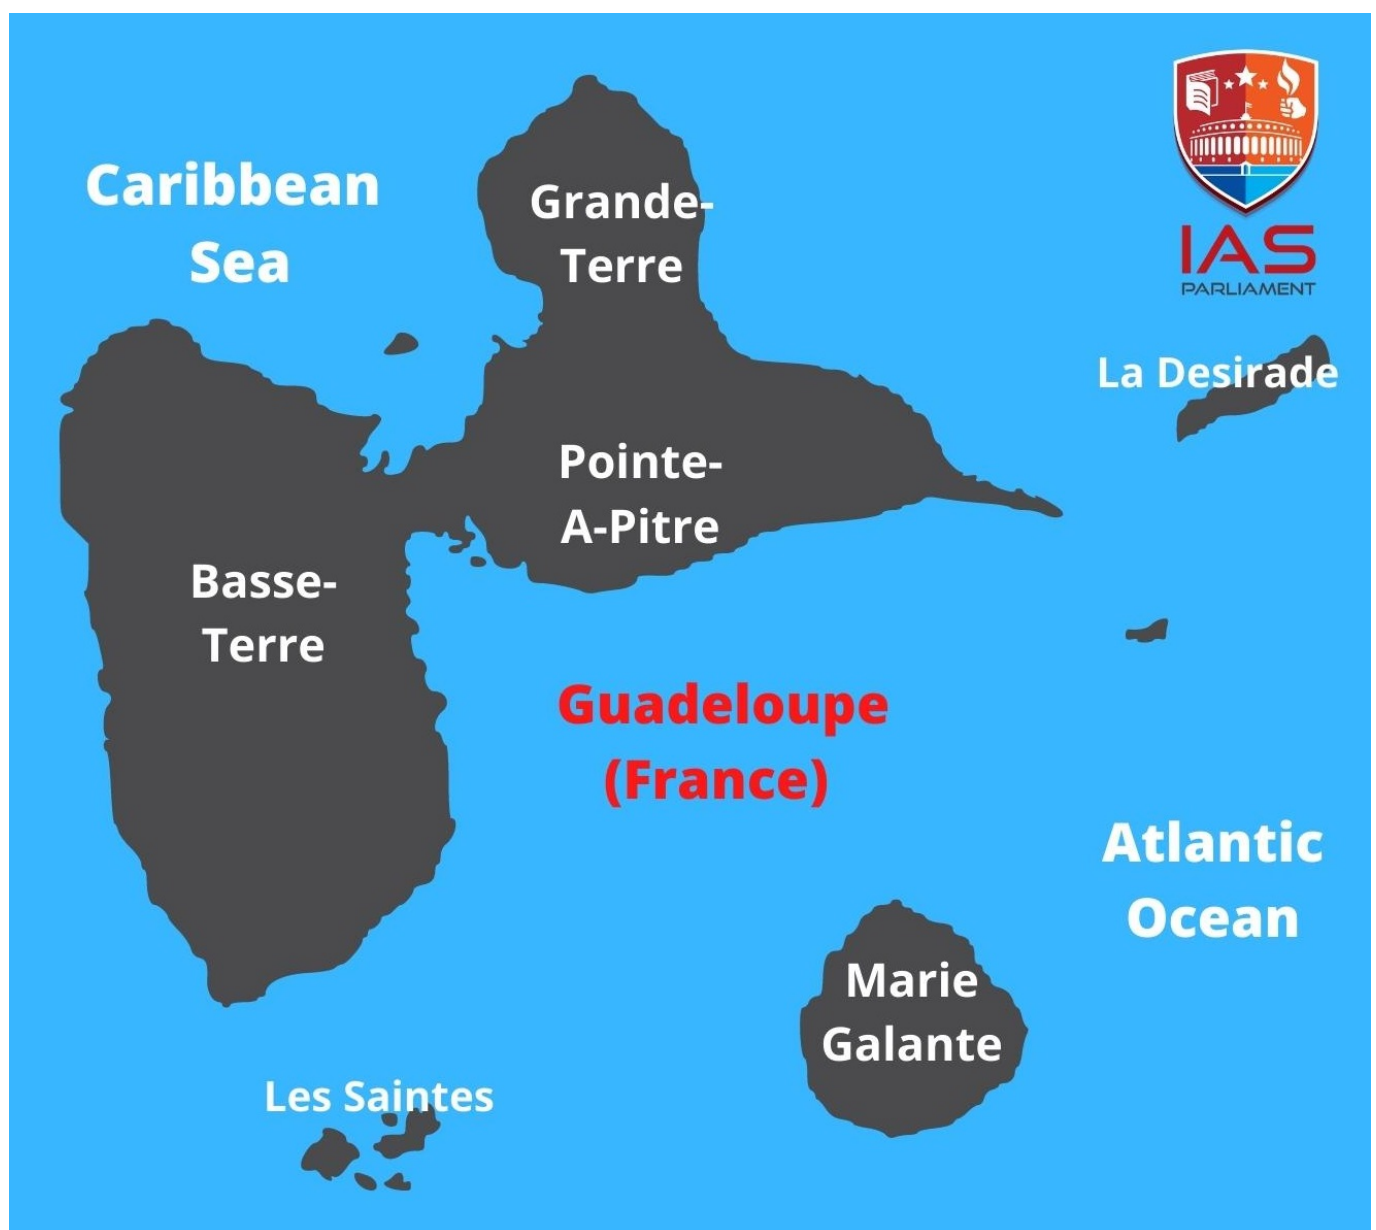 Caribbean
Sea
Grande-
Terre
IAS
PARLIAMENT
La Desirade
Pointe-
A-Pitre
Basse-
Terre
Guadeloupe
(France)
Atlantic
Ocean
Marie
Galante
Les Saintes